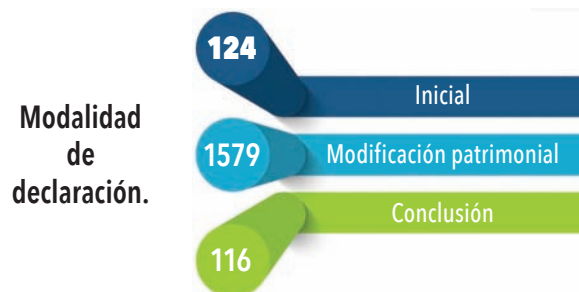 Modalidad
de
declaración.
124
Inicial
1579
Modificación patrimonial
116
Conclusión